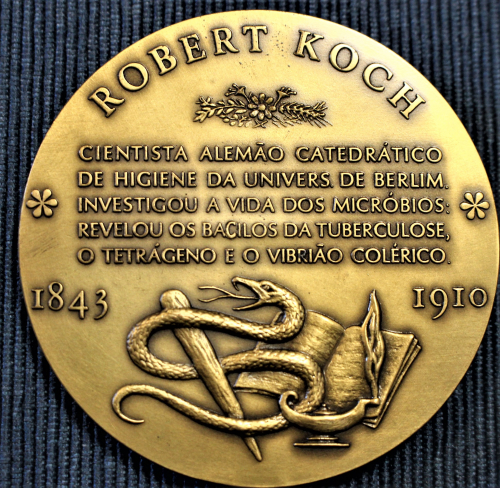 ROBERT KOCH
CIENTISTA ALEMÃO CATEDRÁTICO
DE HIGIENE DA UNIVERS. DE BERLIM.
INVESTIGOU A VIDA DOS MICRÓBIOS:
REVELOU OS BACILOS DA TUBERCULOSE,
O TETRÁGENO E O VIBRIÃO COLÉRICO.
1843 1910